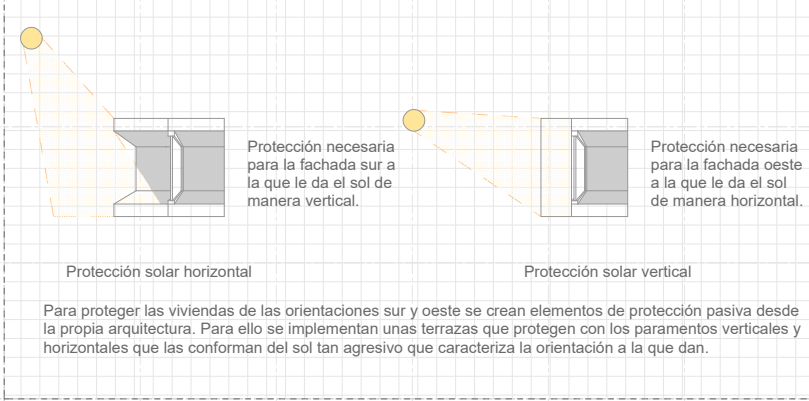 Protección necesaria
para la fachada sur a
la que le da el sol de
manera vertical.
Protección necesaria
para la fachada oeste
a la que le da el sol
de manera horizontal.
Protección solar horizontal
Protección solar vertical
Para proteger las viviendas de las orientaciones sur y oeste se crean elementos de protección pasiva desde
la propia arquitectura. Para ello se implementan unas terrazas que protegen con los paramentos verticales y
horizontales que las conforman del sol tan agresivo que caracteriza la orientación a la que dan.